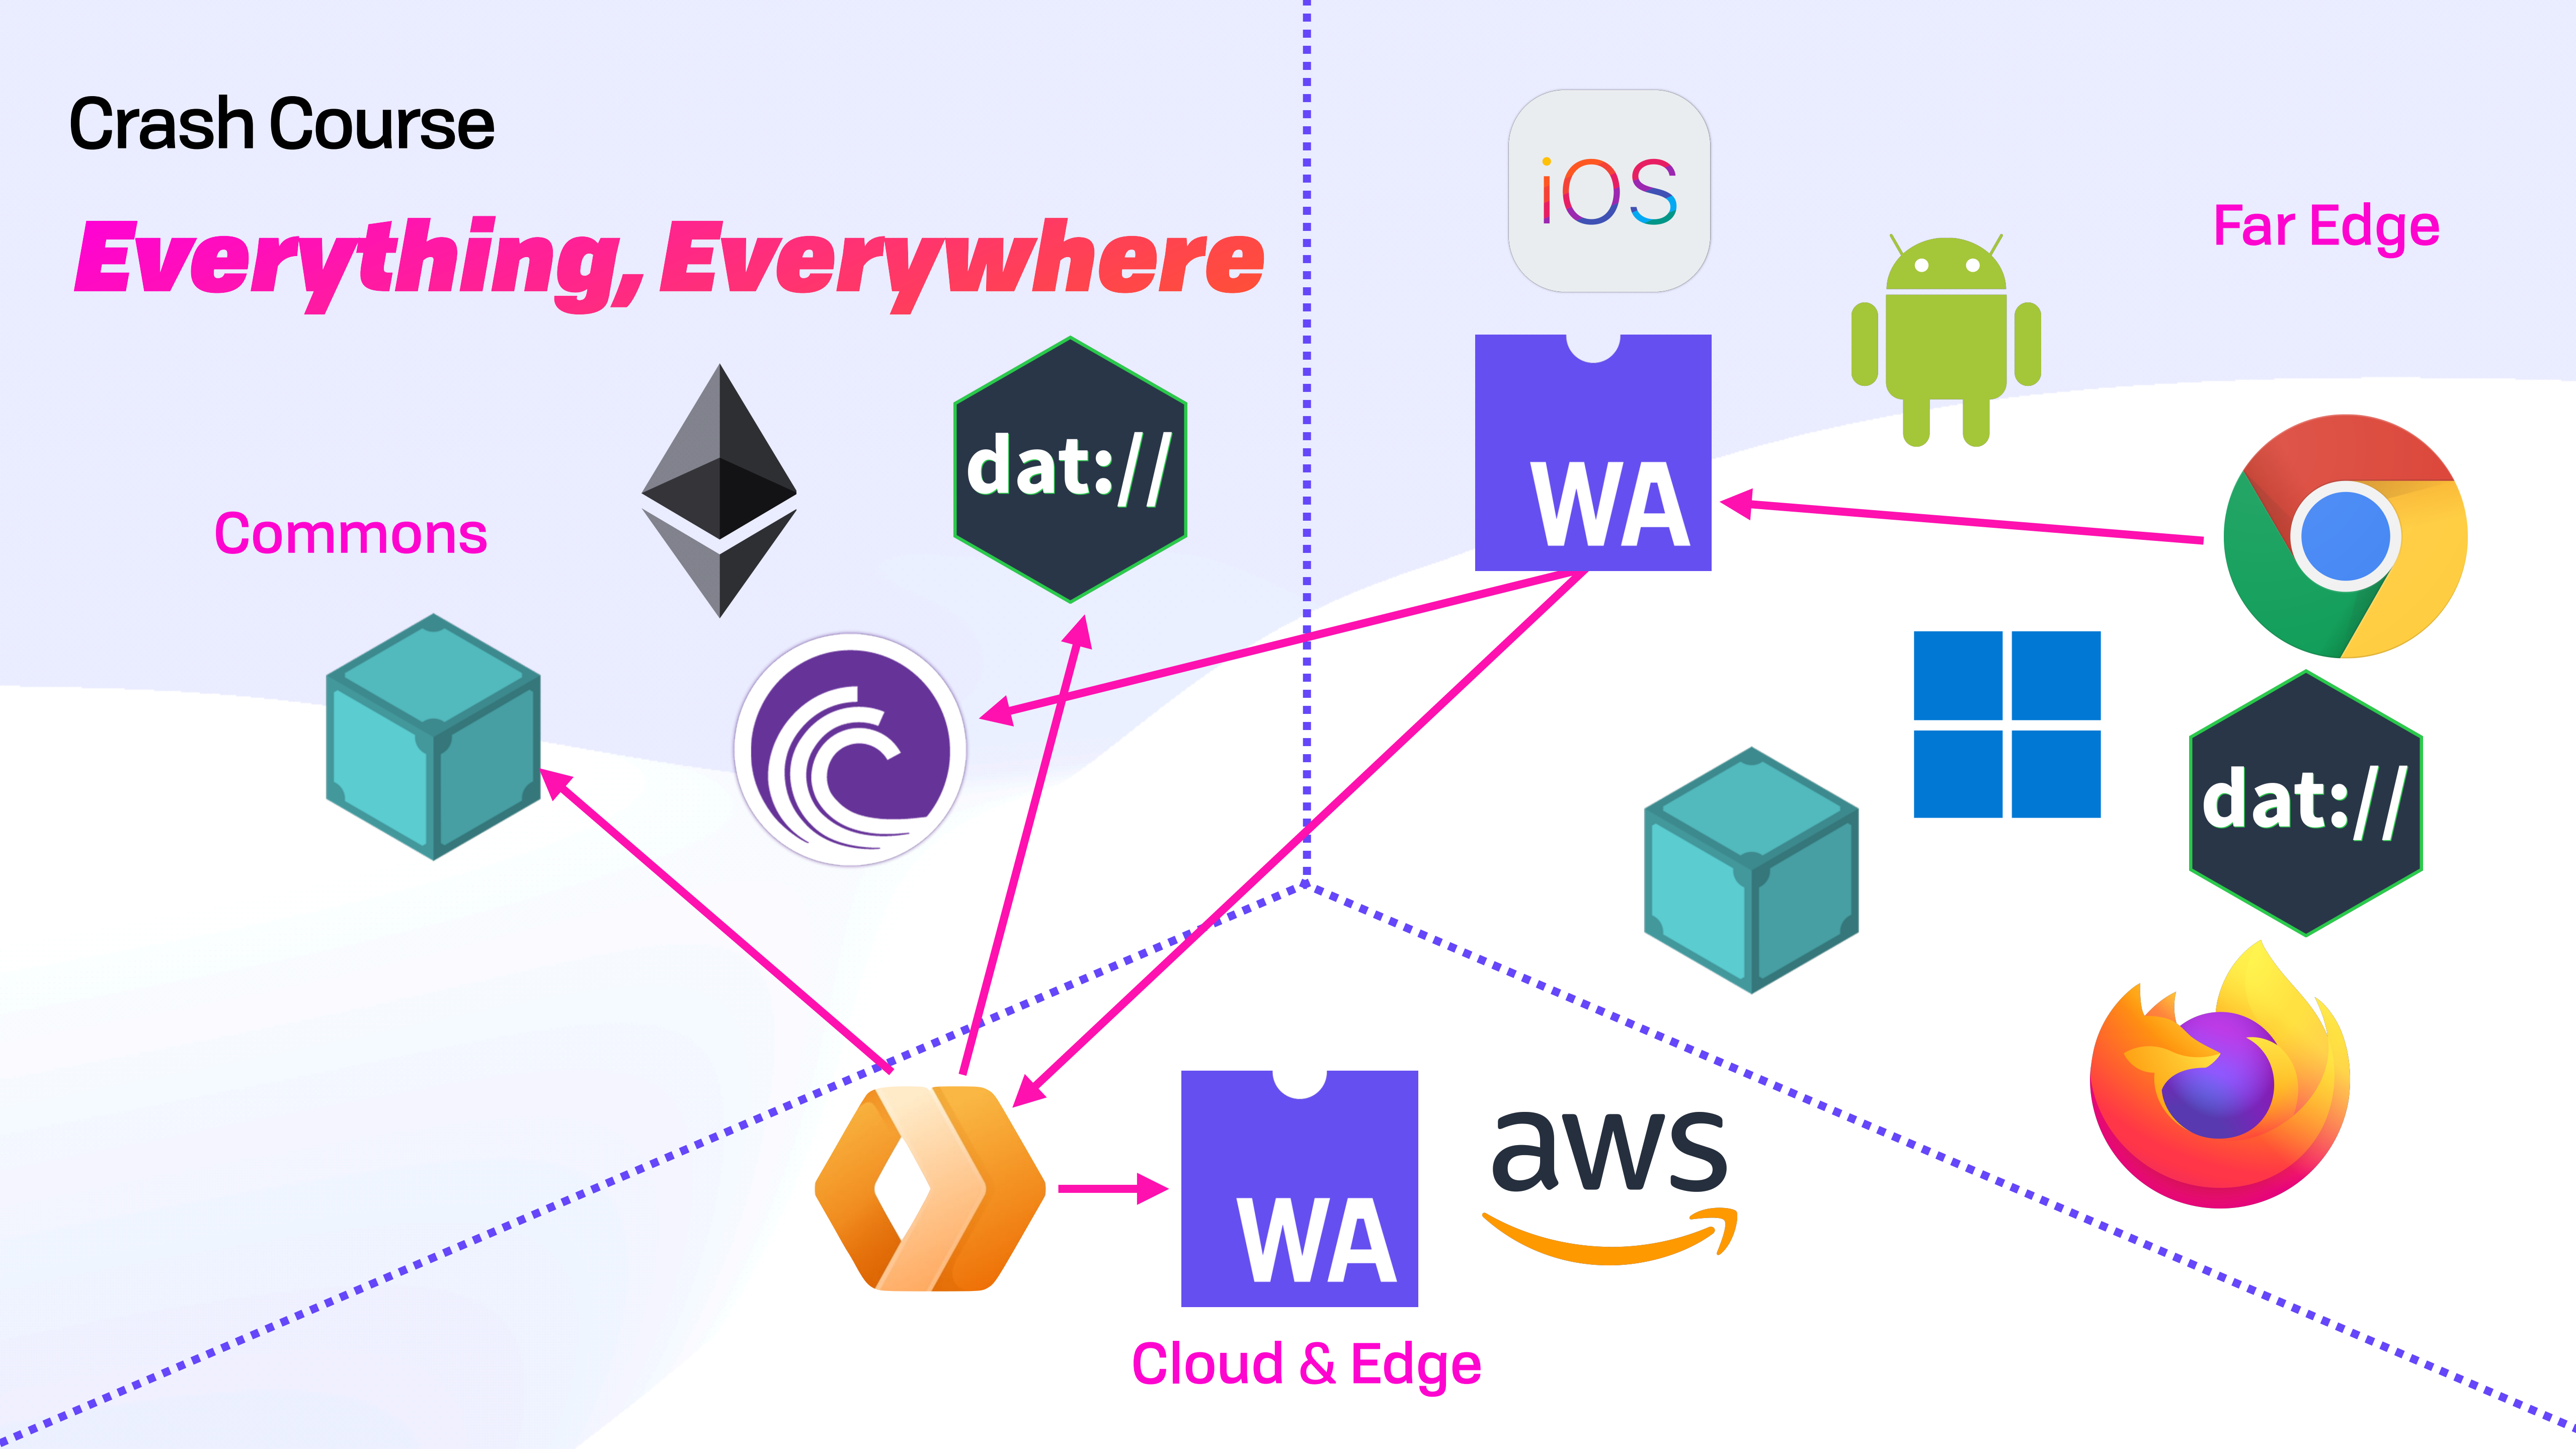 Crash Course
Everything, Everywhere
iOS
Far Edge
dat://
Commons
WA
dat://
WA
aws
Cloud & Edge